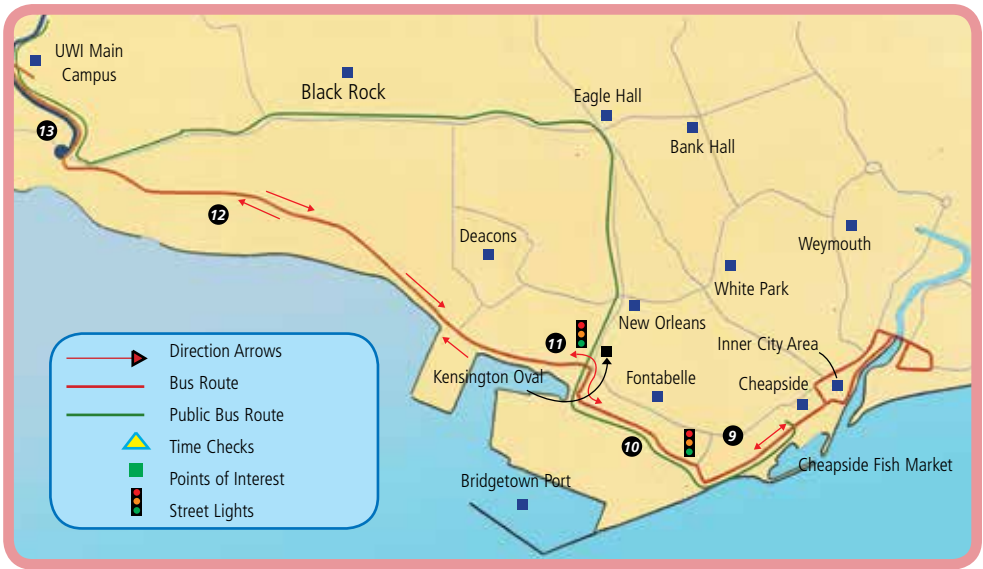 UWI Main
Campus
Black Rock
Eagle Hall
Bank Hall
13
12
Deacons
Weymouth
White Park
New Orleans
11
Inner City Area
Kensington Oval
Fontabelle
Cheapside
10
9
Cheapside Fish Market
Bridgetown Port
Direction Arrows
Bus Route
Public Bus Route
Time Checks
Points of Interest
Street Lights